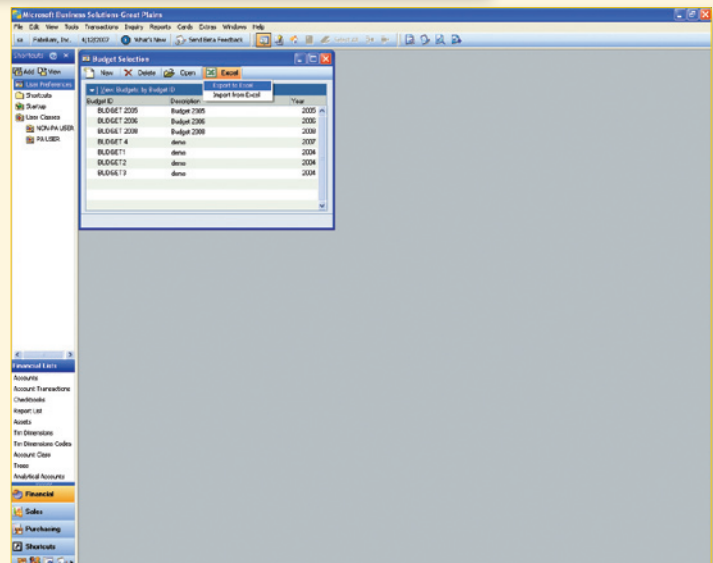 Microsoft Business Solutions-Great Plains
File Edit View Tools Transactions Inquiry Reports Cards Extras Windows Help
sa Fabrikam, Inc. 4/12/2007 What's New Send Beta Feedback
Shortcuts
Add View
User Preferences
Shortcuts
Startup
User Classes
NON-PA USER
PA USER
Budget Selection
New Delete Open Excel
Export to Excel
Import from Excel
View: Budgets by Budget ID
Budget ID Description Year
BUDGET 2005 Budget 2005 2005
BUDGET 2006 Budget 2006 2006
BUDGET 2008 Budget 2008 2008
BUDGET 4 demo 2007
BUDGET1 demo 2004
BUDGET2 demo 2004
BUDGET3 demo 2004
Financial Lists
Accounts
Account Transactions
Checkbooks
Report List
Assets
Trx Dimensions
Trx Dimensions Codes
Account Class
Trees
Analytical Accounts
Financial
Sales
Purchasing
Shortcuts